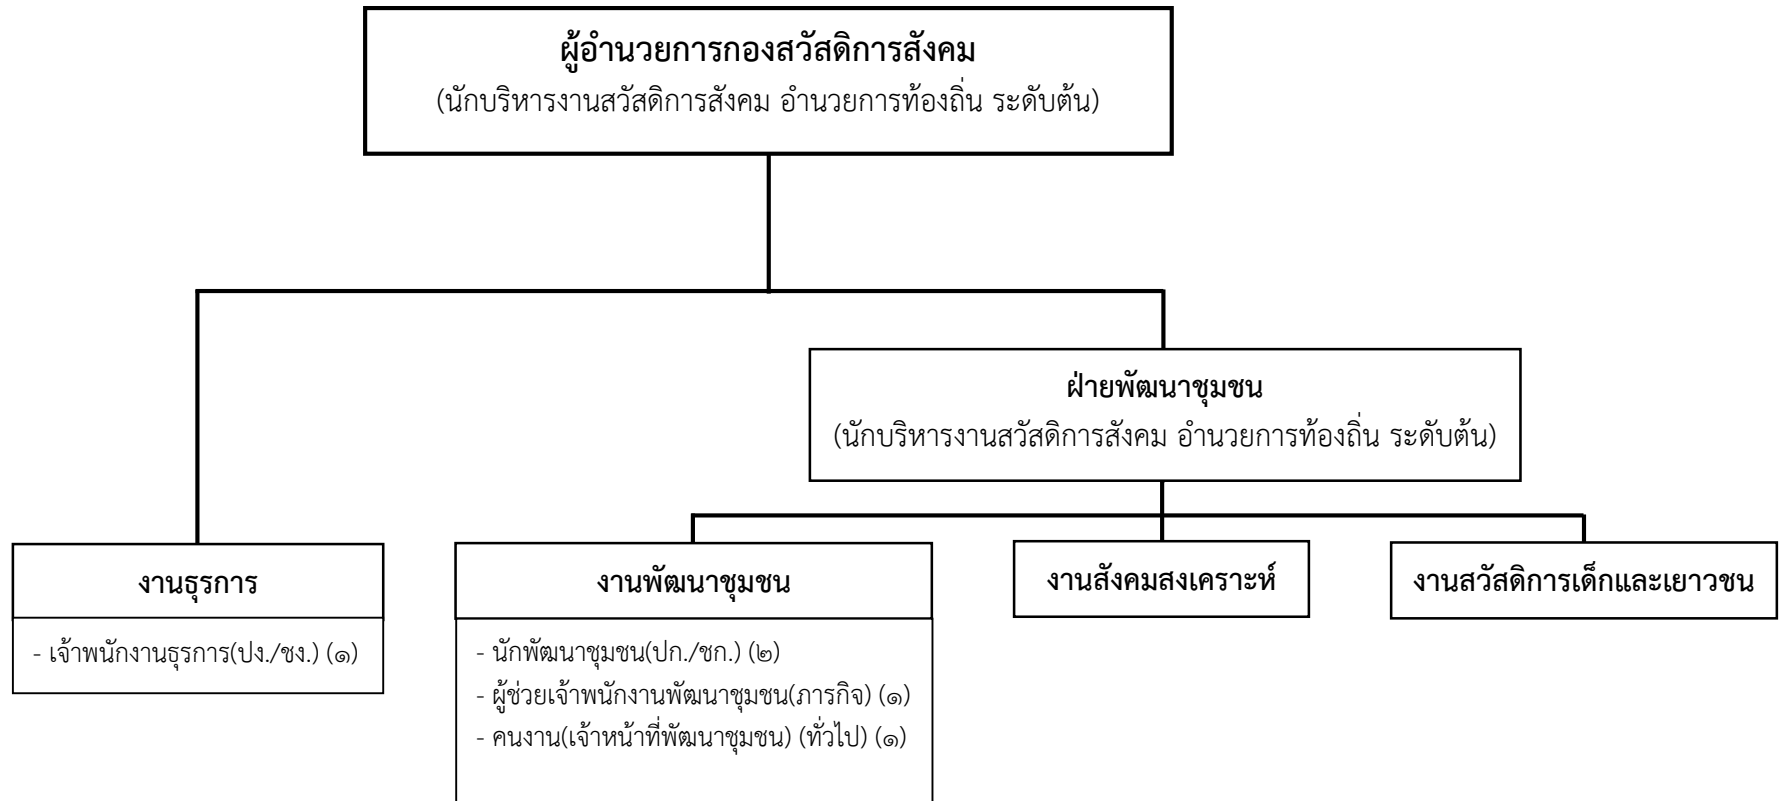 ผู้อำนวยการกองสวัสดิการสังคม
(นักบริหารงานสวัสดิการสังคม อำนวยการท้องถิ่น ระดับต้น)
ฝ่ายพัฒนาชุมชน
(นักบริหารงานสวัสดิการสังคม อำนวยการท้องถิ่น ระดับต้น)
งานธุรการ
- เจ้าพนักงานธุรการ(ปง./ชง.) (๑)
งานพัฒนาชุมชน
- นักพัฒนาชุมชน(ปก./ชก.) (๒)
- ผู้ช่วยเจ้าพนักงานพัฒนาชุมชน(ภารกิจ) (๑)
- คนงาน(เจ้าหน้าที่พัฒนาชุมชน) (ทั่วไป) (๑)
งานสังคมสงเคราะห์
งานสวัสดิการเด็กและเยาวชน